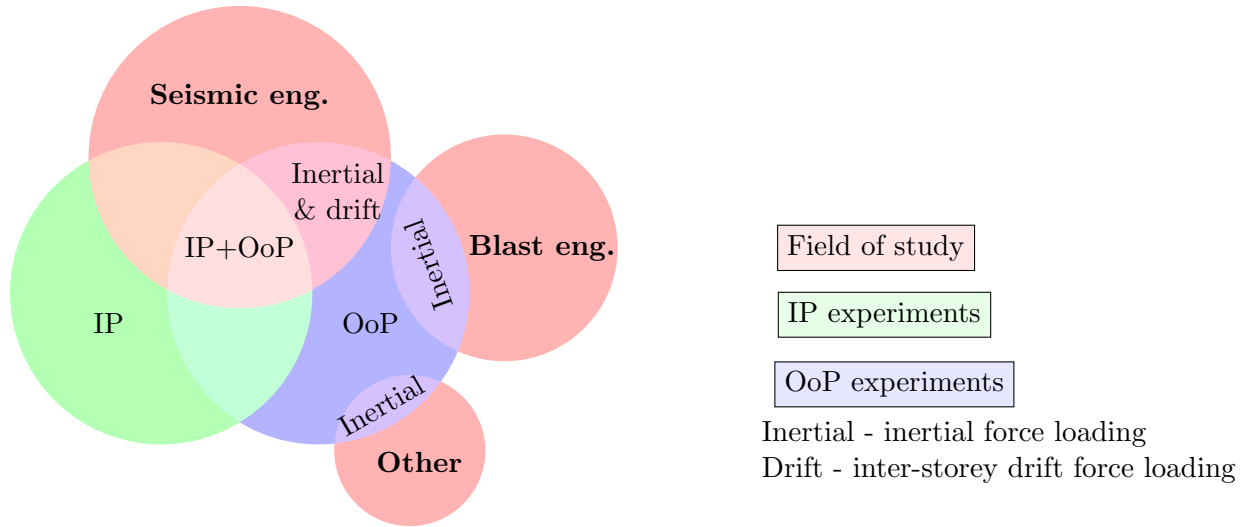 Seismic eng.
Inertial
& drift
IP+OoP
Inertial
Blast eng.
IP
OoP
Inertial
Other
Field of study
IP experiments
OoP experiments
Inertial - inertial force loading
Drift - inter-storey drift force loading